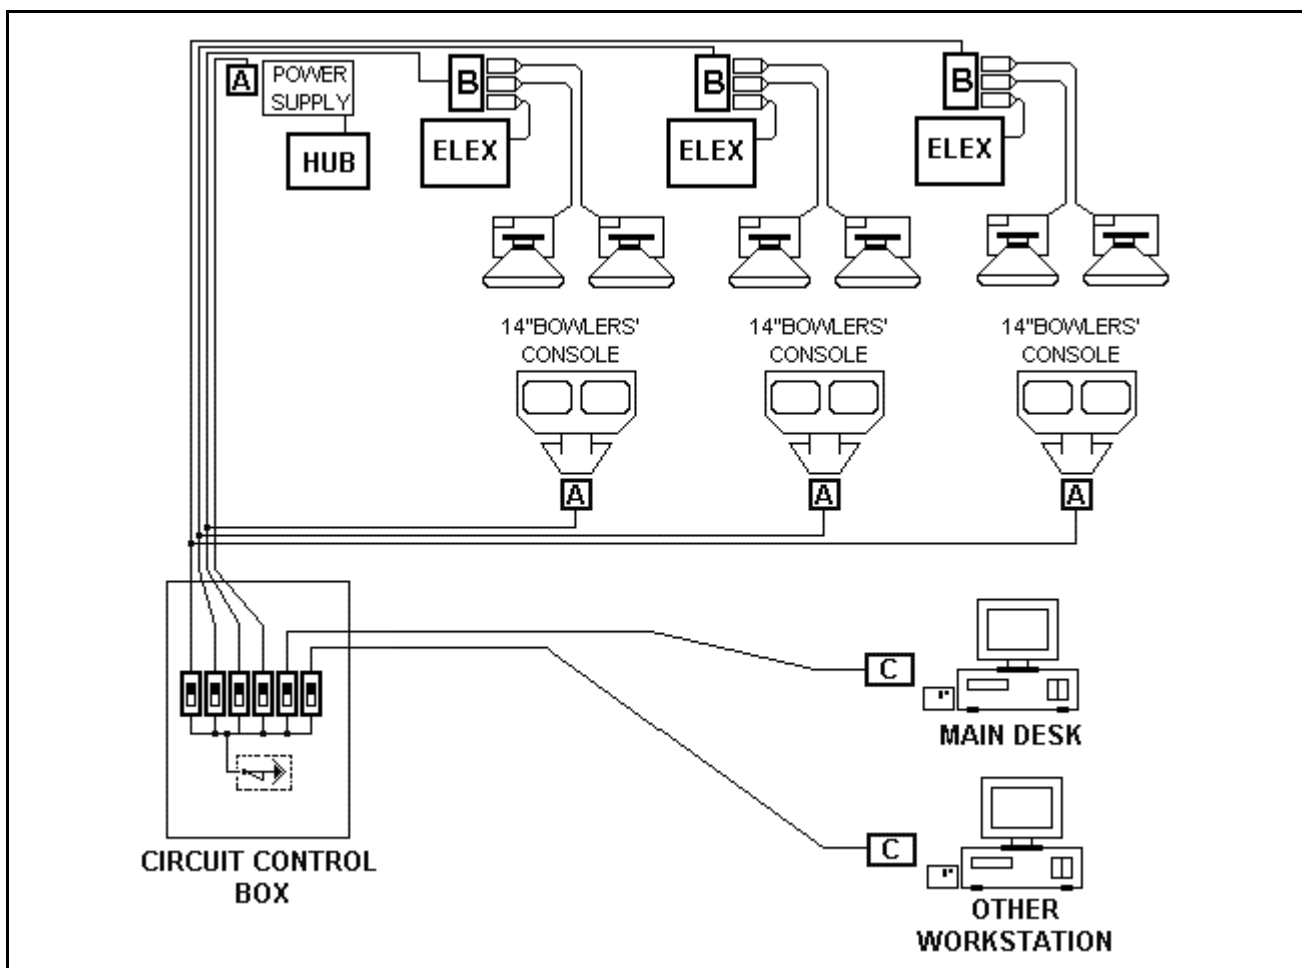 A
POWER
SUPPLY
HUB
B
ELEX
B
ELEX
B
ELEX
14"BOWLERS'
CONSOLE
A
14"BOWLERS'
CONSOLE
A
14"BOWLERS'
CONSOLE
A
C
MAIN DESK
C
OTHER
WORKSTATION
CIRCUIT CONTROL
BOX